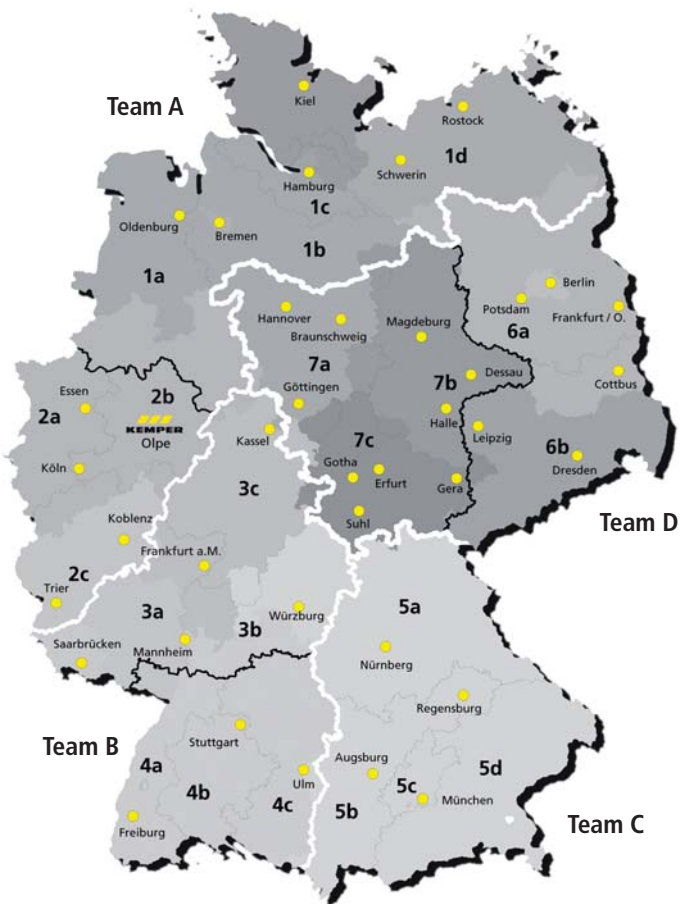 Kiel
Team A
Rostock
1d
Schwerin
Hamburg
1c
Oldenburg
Bremen
1b
1a
Berlin
Potsdam
Hannover
Frankfurt / O.
Braunschweig
Magdeburg
6a
7a
Dessau
7b
Cottbus
Göttingen
Essen
2b
2a
Halle
KEMPER
Olpe
Kassel
Leipzig
7c
6b
Köln
Gotha
Dresden
Erfurt
3c
Gera
Koblenz
Suhl
Team D
Frankfurt a.M.
2c
Trier
5a
3a
Würzburg
3b
Saarbrücken
Mannheim
Nürnberg
Regensburg
Stuttgart
Team B
Augsburg
4a
5d
Ulm
5c
4b
4c
5b
München
Team C
Freiburg